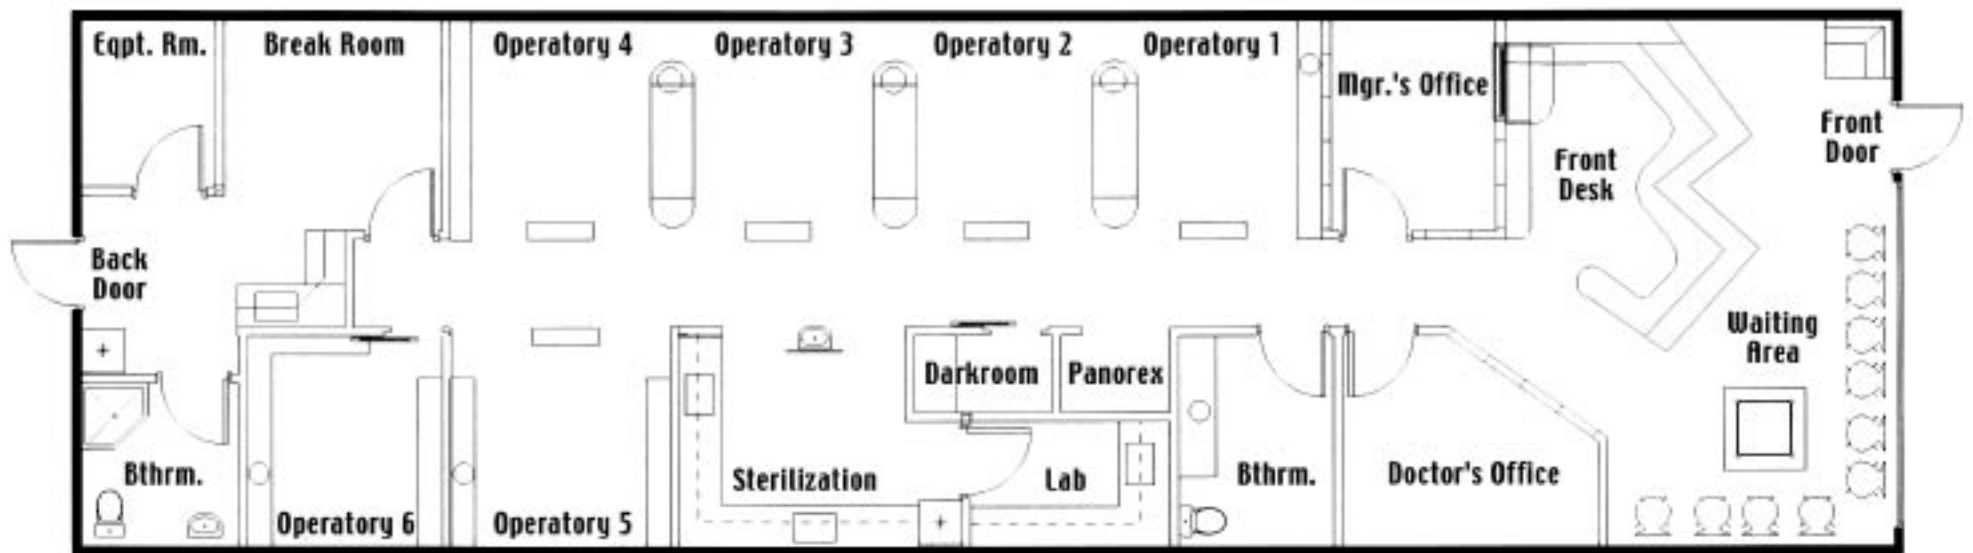 Eqpt. Rm.
Break Room
Operatory 4
Operatory 3
Operatory 2
Operatory 1
Mgr.'s Office
Front
Door
Front
Desk
Back
Door
Waiting
Area
Darkroom
Panorex
Bthrm.
Sterilization
Lab
Bthrm.
Doctor's Office
Operatory 6
Operatory 5